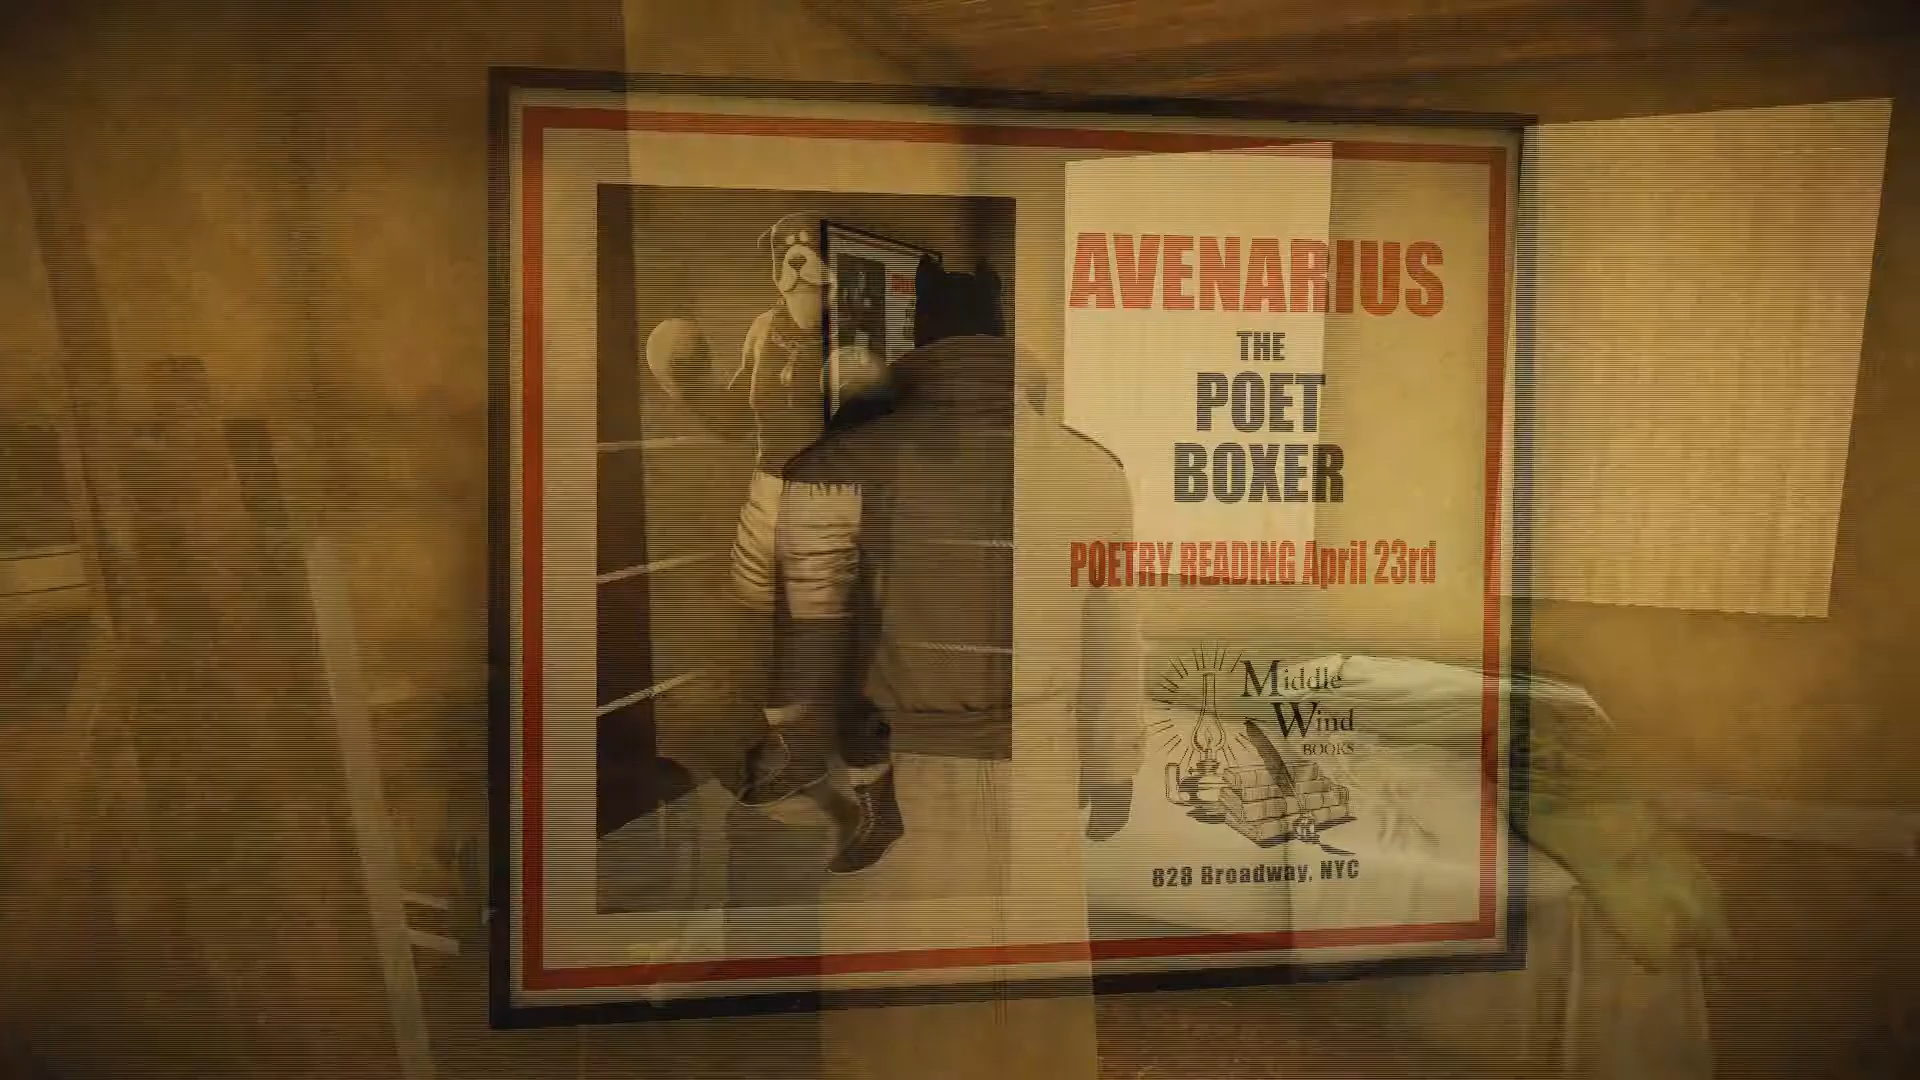 AVENARIUS
THE
POET
BOXER
POETRY READING April 23rd
Middle
Wind
BOOKS
828 Broadway, NYC